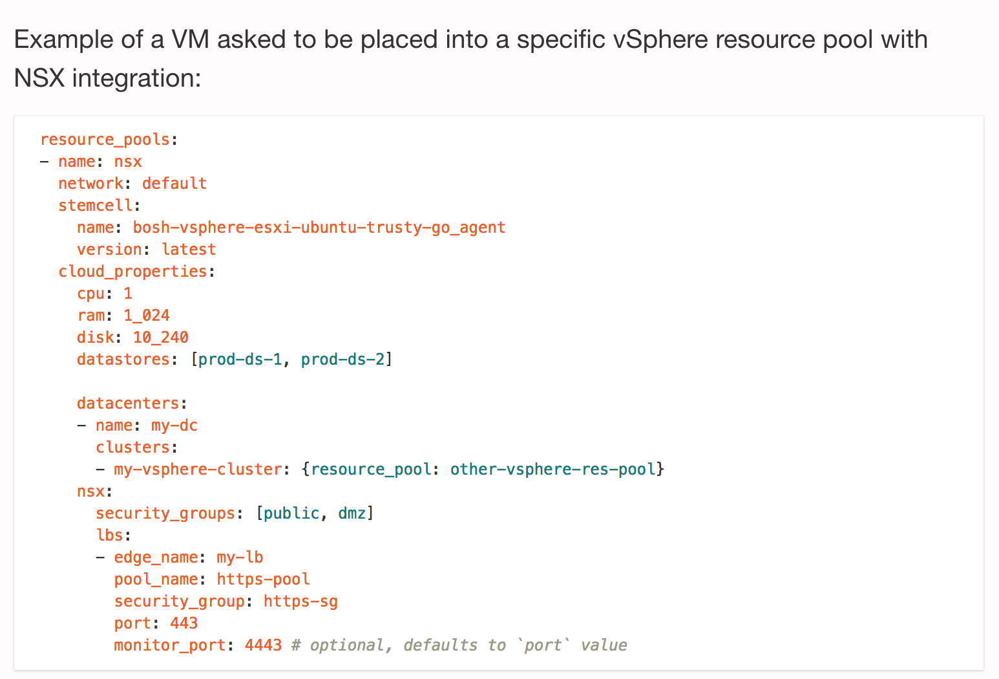 Example of a VM asked to be placed into a specific vSphere resource pool with
NSX integration:
resource_pools:
- name: nsx
  network: default
  stemcell:
    name: bosh-vsphere-esxi-ubuntu-trusty-go_agent
    version: latest
  cloud_properties:
    cpu: 1
    ram: 1_024
    disk: 10_240
    datastores: [prod-ds-1, prod-ds-2]

    datacenters:
    - name: my-dc
      clusters:
      - my-vsphere-cluster: {resource_pool: other-vsphere-res-pool}
    nsx:
      security_groups: [public, dmz]
      lbs:
      - edge_name: my-lb
        pool_name: https-pool
        security_group: https-sg
        port: 443
        monitor_port: 4443 # optional, defaults to `port` value